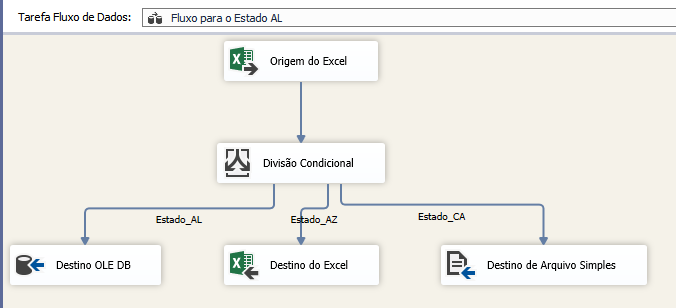 Tarefa Fluxo de Dados: Fluxo para o Estado AL
Origem do Excel
Divisão Condicional
Estado_AL Estado_AZ Estado_CA
Destino OLE DB Destino do Excel Destino de Arquivo Simples